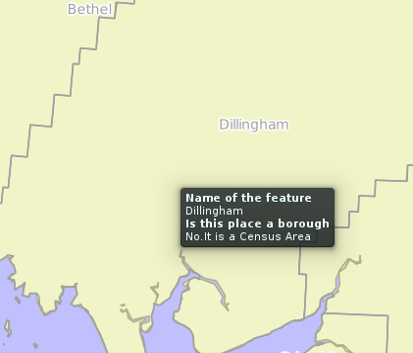 Bethel
Dillingham
Name of the feature
Dillingham
Is this place a borough
No.It is a Census Area